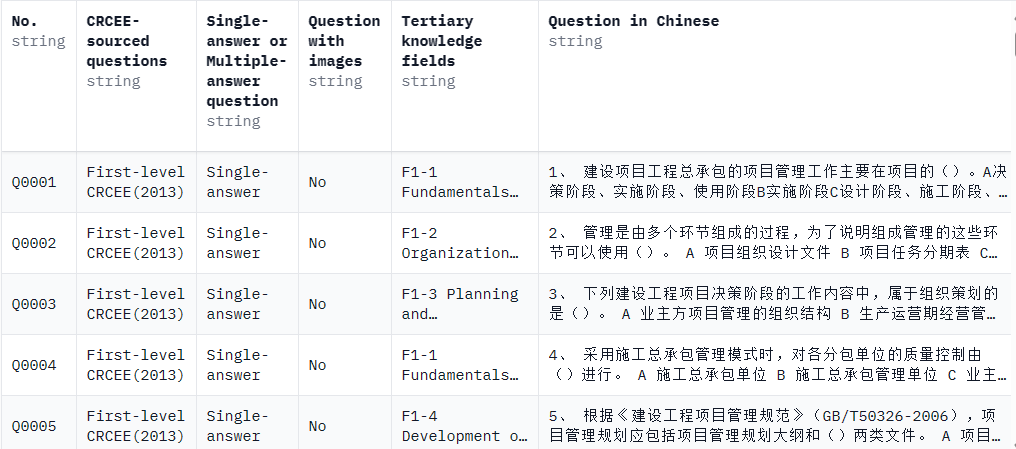 No.
string
CRCEE-
sourced
questions
string
Single-
answer or
Multiple-
answer
question
string
Question
with
images
string
Tertiary
knowledge
fields
string
Question in Chinese
string
Q0001
First-level
CRCEE(2013)
Single-
answer
No
F1-1
Fundamentals…
1、 建设项目工程总承包的项目管理工作主要在项目的（）。A决
策阶段、实施阶段、使用阶段B实施阶段C设计阶段、施工阶段、…
Q0002
First-level
CRCEE(2013)
Single-
answer
No
F1-2
Organization…
2、 管理是由多个环节组成的过程，为了说明组成管理的这些环
节可以使用（）。 A 项目组织设计文件 B 项目任务分期表 C…
Q0003
First-level
CRCEE(2013)
Single-
answer
No
F1-3 Planning
and…
3、 下列建设工程项目决策阶段的工作内容中，属于组织策划的
是（）。 A 业主方项目管理的组织结构 B 生产运营期经营管…
Q0004
First-level
CRCEE(2013)
Single-
answer
No
F1-1
Fundamentals…
4、 采用施工总承包管理模式时，对各分包单位的质量控制由
（）进行。 A 施工总承包单位 B 施工总承包管理单位 C 业主…
Q0005
First-level
CRCEE(2013)
Single-
answer
No
F1-4
Development o…
5、 根据《建设工程项目管理规范》（GB/T50326-2006），项
目管理规划应包括项目管理规划大纲和（）两类文件。 A 项目…